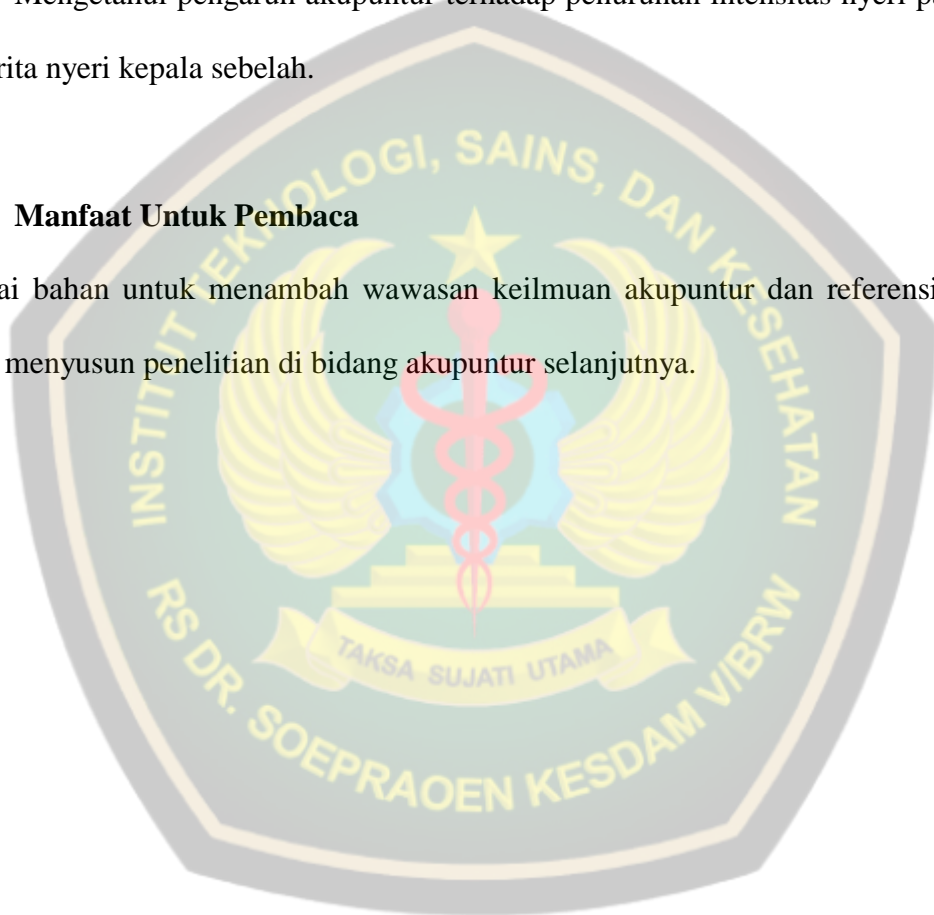 Mengetahui pengaruh akupuntur terhadap penurunan intensitas nyeri pa
rita nyeri kepala sebelah.
Manfaat Untuk Pembaca
ai bahan untuk menambah wawasan keilmuan akupuntur dan referensi
menyusun penelitian di bidang akupuntur selanjutnya.
INSTITUT TEKNOLOGI, SAINS, DAN KESEHATAN
TAKSA SUJATI UTAMA
RS DR. SOEPRAOEN KESDAM V/BRW